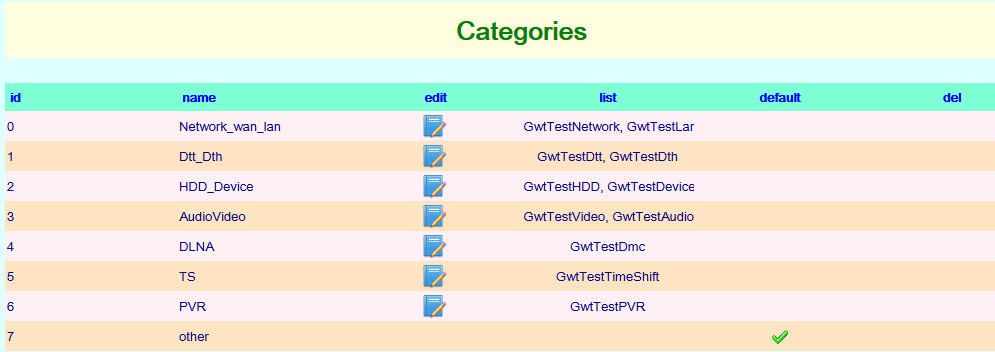 Categories
id name edit list default del
0 Network_wan_lan GwtTestNetwork, GwtTestLar
1 Dtt_Dth GwtTestDtt, GwtTestDth
2 HDD_Device GwtTestHDD, GwtTestDevice
3 AudioVideo GwtTestVideo, GwtTestAudio
4 DLNA GwtTestDmc
5 TS GwtTestTimeShift
6 PVR GwtTestPVR
7 other